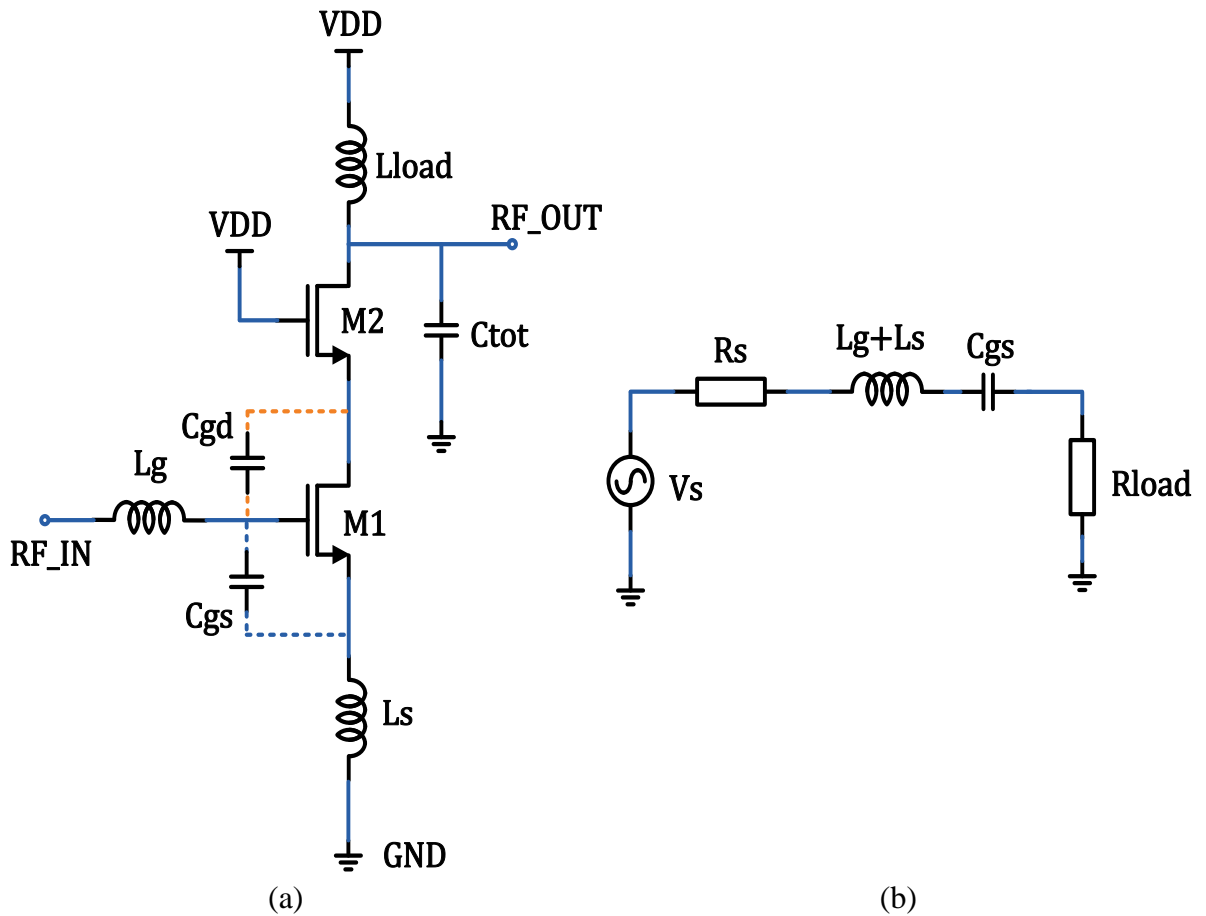 VDD
Lload
VDD
RF_OUT
M2
Ctot
Cgd
Lg
M1
RF_IN
Cgs
Ls
GND
(a)
Rs
Lg+Ls
Cgs
Vs
Rload
(b)